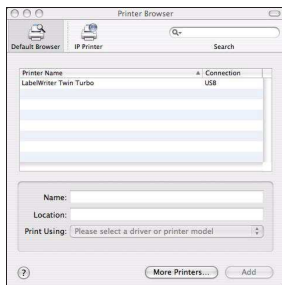 Printer Browser
Default Browser
IP Printer
Search
Printer Name
Connection
LabelWriter Twin Turbo
USB
Name:
Location:
Print Using: Please select a driver or printer model
?
More Printers...
Add